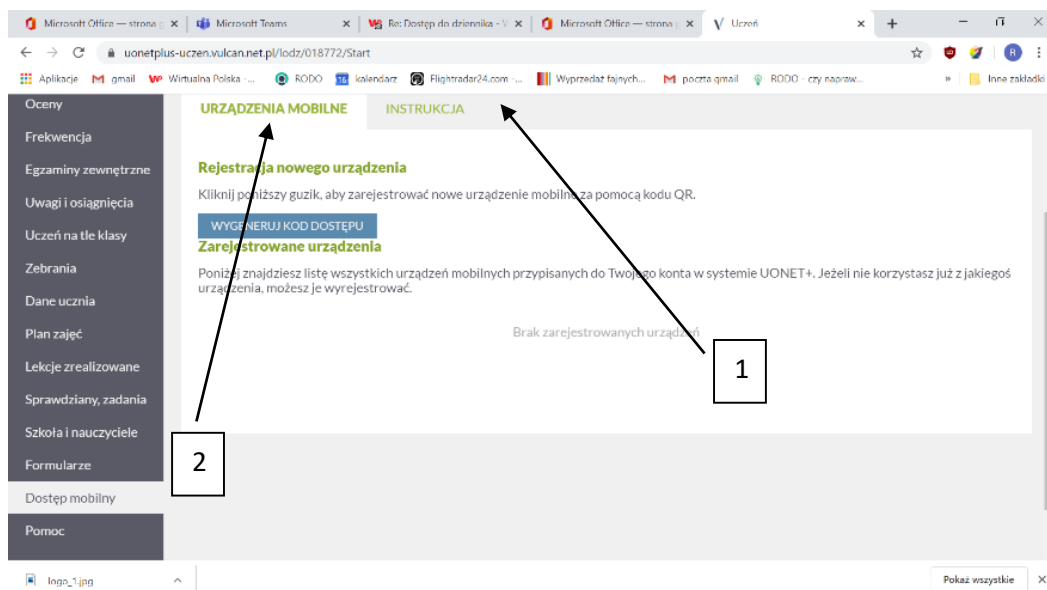 Microsoft Office — strona g
Microsoft Teams
Re: Dostęp do dziennika - V
Microsoft Office — strona g
Uczeń
uonetplus-uczen.vulcan.net.pl/lodz/018772/Start
R
Aplikacje
gmail
Wirtualna Polska -...
RODO
16
kalendarz
Flightradar24.com -...
Wyprzedaż fajnych...
poczta gmail
RODO - czy napraw...
»
Inne zakładki
Oceny
Frekwencja
Egzaminy zewnętrzne
Uwagi i osiągnięcia
Uczeń na tle klasy
Zebrania
Dane ucznia
Plan zajęć
Lekcje zrealizowane
Sprawdziany, zadania
Szkoła i nauczyciele
Formularze
Dostęp mobilny
Pomoc
URZĄDZENIA MOBILNE
INSTRUKCJA
Rejestracja nowego urządzenia
Kliknij poniższy guzik, aby zarejestrować nowe urządzenie mobilne za pomocą kodu QR.
WYGENERUJ KOD DOSTĘPU
Zarejestrowane urządzenia
Poniżej znajdziesz listę wszystkich urządzeń mobilnych przypisanych do Twojego konta w systemie UONET+. Jeżeli nie korzystasz już z jakiegoś
urządzenia, możesz je wyrejestrować.
Brak zarejestrowanych urządzeń
1
2
logo_1.jpg
Pokaż wszystkie